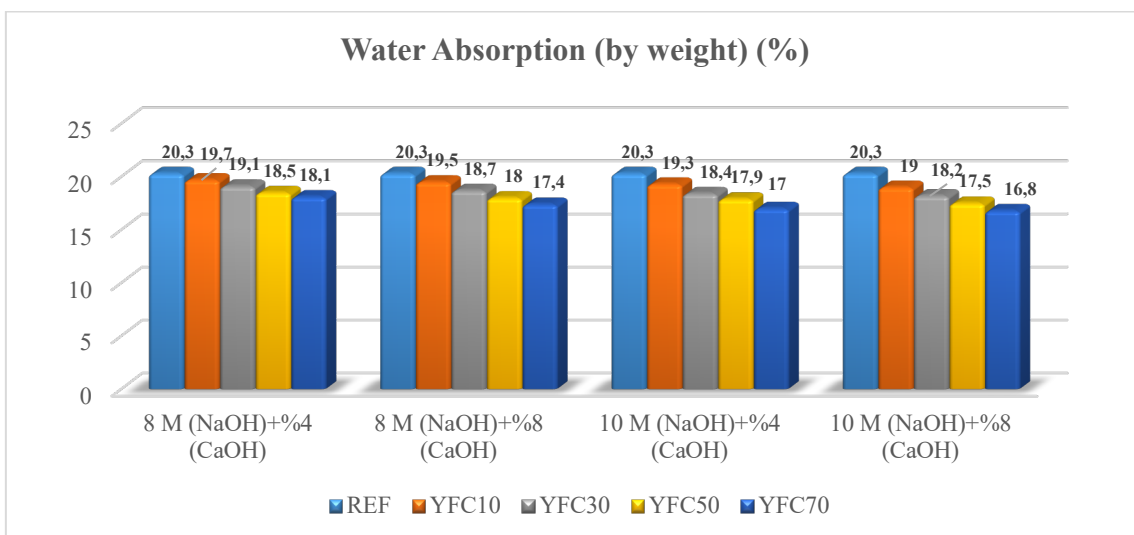 Water Absorption (by weight) (%)
25
20
15
10
5
0
20,3 19,7 19,1 18,5 18,1
20,3 19,5 18,7 18 17,4
20,3 19,3 18,4 17,9 17
20,3 19 18,2 17,5 16,8
8 M (NaOH)+%4
(CaOH)
8 M (NaOH)+%8
(CaOH)
10 M (NaOH)+%4
(CaOH)
10 M (NaOH)+%8
(CaOH)
REF YFC10 YFC30 YFC50 YFC70